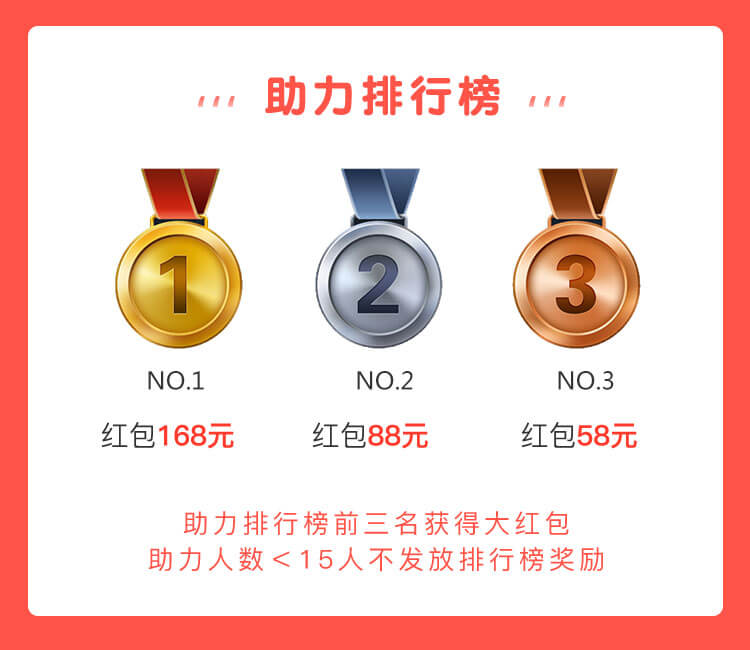 助力排行榜
1 2 3
NO.1 NO.2 NO.3
红包168元 红包88元 红包58元
助力排行榜前三名获得大红包
助力人数＜15人不发放排行榜奖励